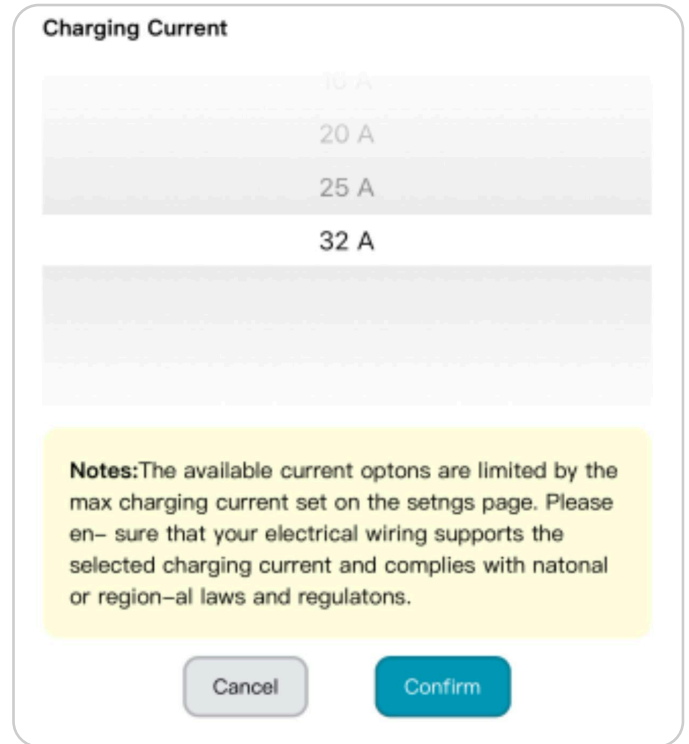 Charging Current
16 A
20 A
25 A
32 A
Notes:The available current optons are limited by the
max charging current set on the setngs page. Please
en– sure that your electrical wiring supports the
selected charging current and complies with natonal
or region–al laws and regulatons.
Cancel
Confirm